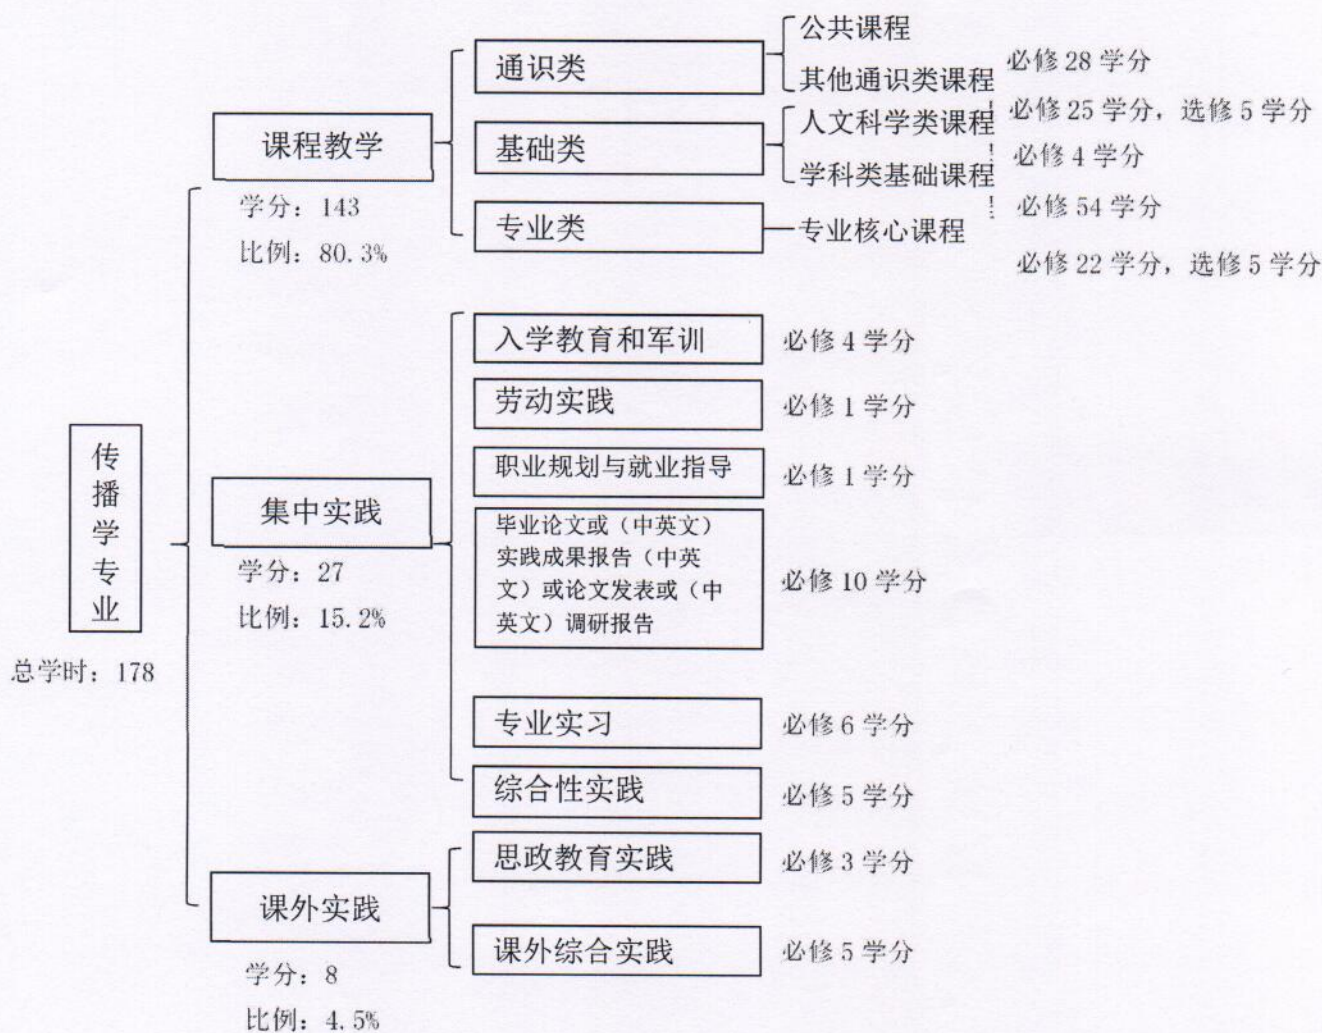 通识类
公共课程
其他通识类课程
必修 28 学分
课程教学
学分：143
比例：80.3%
基础类
人文科学类课程
必修 25 学分，选修 5 学分
学科类基础课程
必修 4 学分
专业类
专业核心课程
必修 54 学分
必修 22 学分，选修 5 学分
传播学专业
总学时：178
集中实践
学分：27
比例：15.2%
入学教育和军训
必修 4 学分
劳动实践
必修 1 学分
职业规划与就业指导
必修 1 学分
毕业论文或（中英文）
实践成果报告（中英
文）或论文发表或（中
英文）调研报告
必修 10 学分
专业实习
必修 6 学分
综合性实践
必修 5 学分
课外实践
学分：8
比例：4.5%
思政教育实践
必修 3 学分
课外综合实践
必修 5 学分